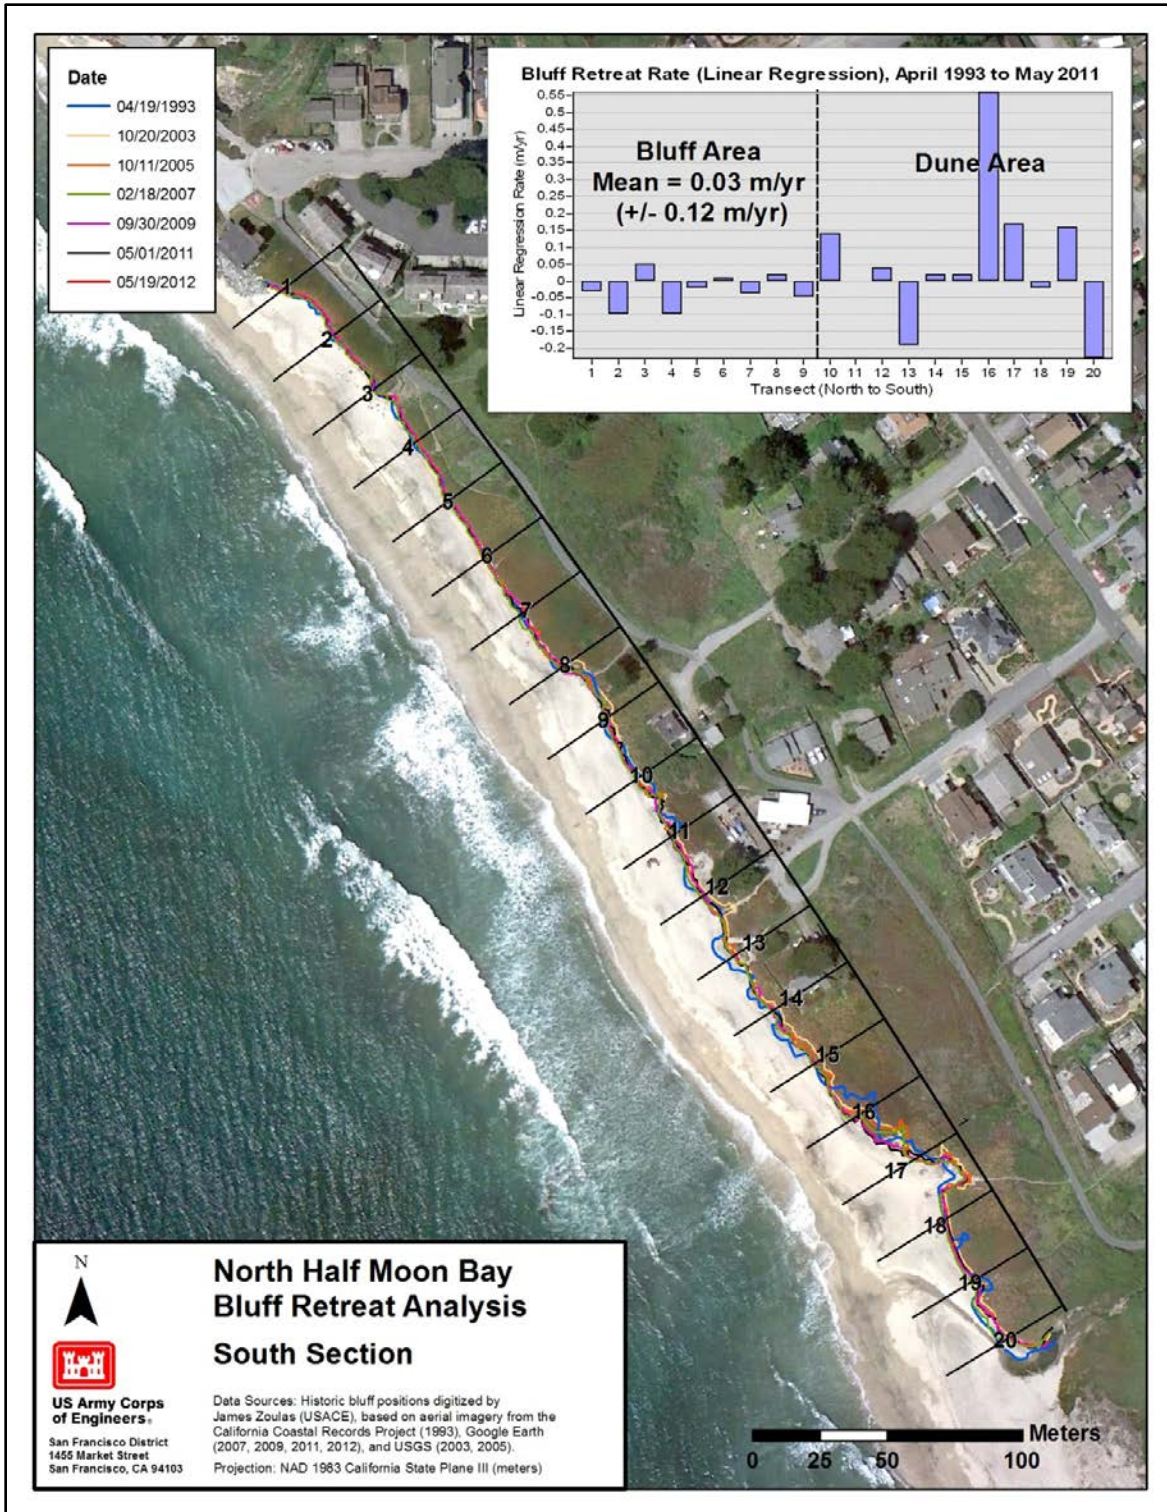 Date
04/19/1993
10/20/2003
10/11/2005
02/18/2007
09/30/2009
05/01/2011
05/19/2012
Bluff Retreat Rate (Linear Regression), April 1993 to May 2011
Linear Regression Rate (m/yr)
0.55
0.5
0.45
0.4
0.35
0.3
0.25
0.2
0.15
0.1
0.05
0
-0.05
-0.1
-0.15
-0.2
Bluff Area
Mean = 0.03 m/yr
(+/- 0.12 m/yr)
Dune Area
1 2 3 4 5 6 7 8 9 10 11 12 13 14 15 16 17 18 19 20
Transect (North to South)
1
2
3
4
5
6
7
8
9
10
11
12
13
14
15
16
17
18
19
20
N
US Army Corps
of Engineers®
San Francisco District
1455 Market Street
San Francisco, CA 94103
North Half Moon Bay
Bluff Retreat Analysis
South Section
Data Sources: Historic bluff positions digitized by
James Zoulas (USACE), based on aerial imagery from the
California Coastal Records Project (1993), Google Earth
(2007, 2009, 2011, 2012), and USGS (2003, 2005).
Projection: NAD 1983 California State Plane III (meters)
Meters
0 25 50 100